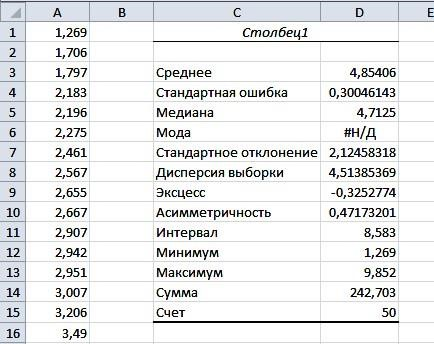 A B C D E
1 1,269 Столбец1
2 1,706
3 1,797 Среднее 4,85406
4 2,183 Стандартная ошибка 0,30046143
5 2,196 Медиана 4,7125
6 2,275 Мода #Н/Д
7 2,461 Стандартное отклонение 2,12458318
8 2,567 Дисперсия выборки 4,51385369
9 2,655 Эксцесс -0,3252774
10 2,667 Асимметричность 0,47173201
11 2,907 Интервал 8,583
12 2,942 Минимум 1,269
13 2,951 Максимум 9,852
14 3,007 Сумма 242,703
15 3,206 Счет 50
16 3,49